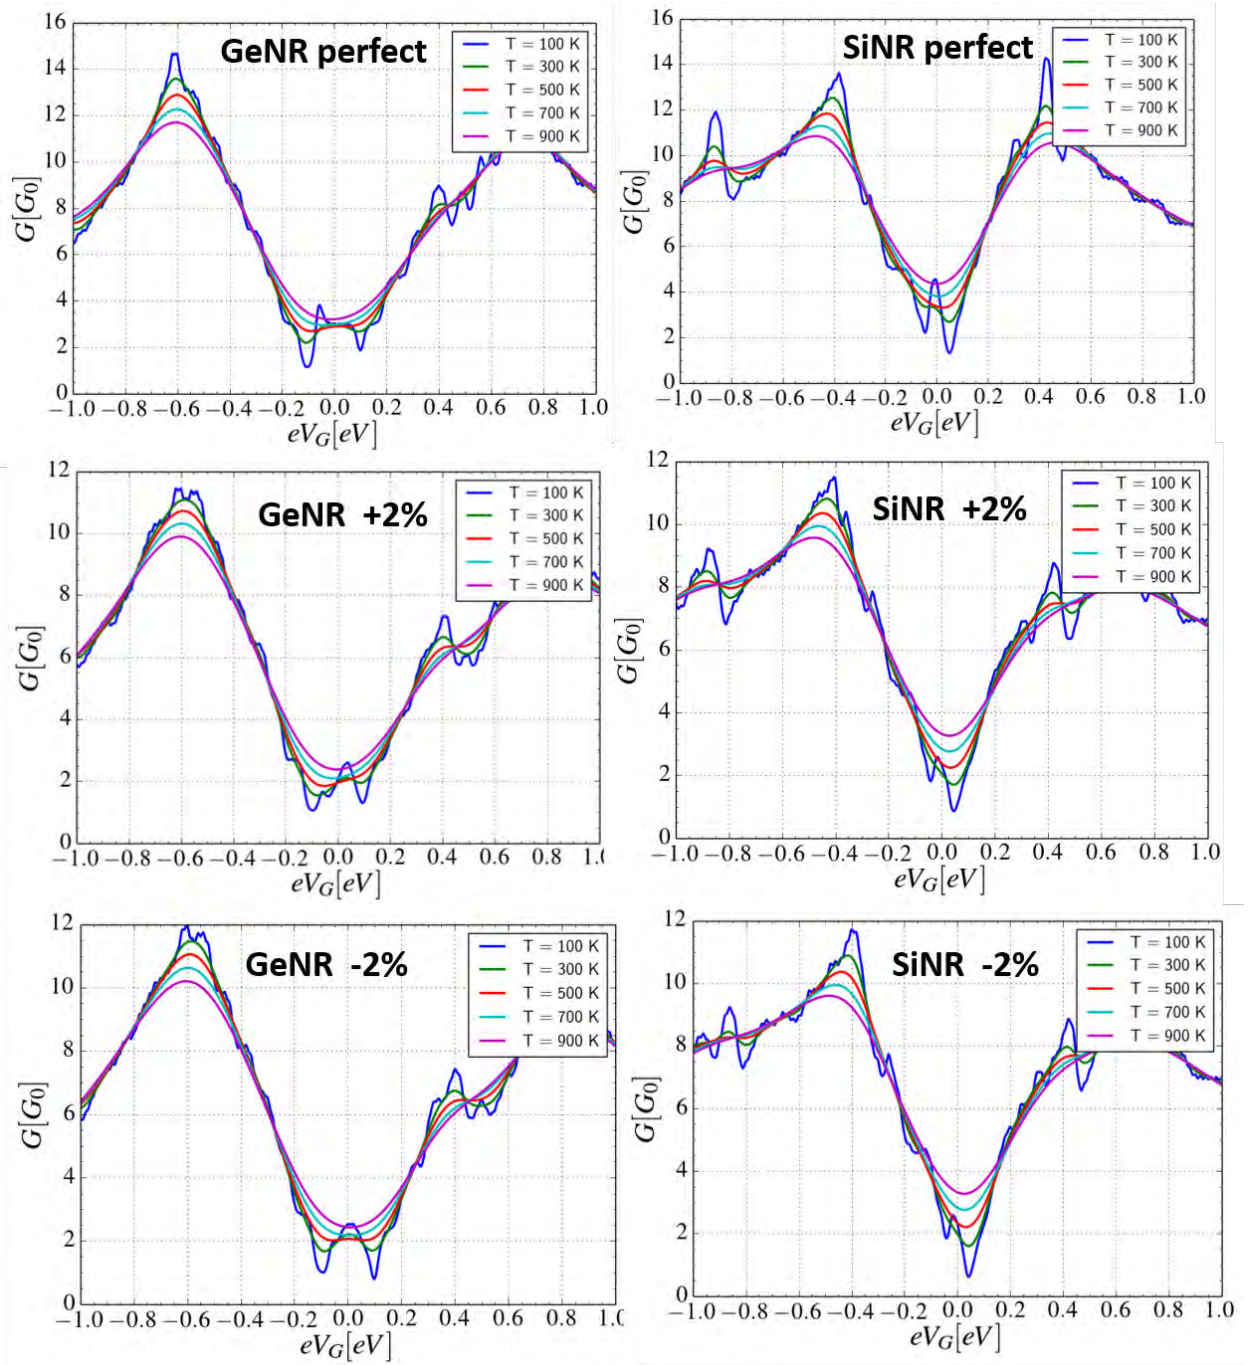 GeNR perfect
T = 100 K
T = 300 K
T = 500 K
T = 700 K
T = 900 K
G[G0]
16
14
12
10
8
6
4
2
0
−1.0 −0.8 −0.6 −0.4 −0.2 0.0 0.2 0.4 0.6 0.8 1.0
eVG[eV]
SiNR perfect
T = 100 K
T = 300 K
T = 500 K
T = 700 K
T = 900 K
G[G0]
16
14
12
10
8
6
4
2
0
−1.0 −0.8 −0.6 −0.4 −0.2 0.0 0.2 0.4 0.6 0.8 1.0
eVG[eV]
GeNR +2%
T = 100 K
T = 300 K
T = 500 K
T = 700 K
T = 900 K
G[G0]
12
10
8
6
4
2
0
−1.0 −0.8 −0.6 −0.4 −0.2 0.0 0.2 0.4 0.6 0.8 1.0
eVG[eV]
SiNR +2%
T = 100 K
T = 300 K
T = 500 K
T = 700 K
T = 900 K
G[G0]
12
10
8
6
4
2
0
−1.0 −0.8 −0.6 −0.4 −0.2 0.0 0.2 0.4 0.6 0.8 1.0
eVG[eV]
GeNR -2%
T = 100 K
T = 300 K
T = 500 K
T = 700 K
T = 900 K
G[G0]
12
10
8
6
4
2
0
−1.0 −0.8 −0.6 −0.4 −0.2 0.0 0.2 0.4 0.6 0.8 1.0
eVG[eV]
SiNR -2%
T = 100 K
T = 300 K
T = 500 K
T = 700 K
T = 900 K
G[G0]
12
10
8
6
4
2
0
−1.0 −0.8 −0.6 −0.4 −0.2 0.0 0.2 0.4 0.6 0.8 1.0
eVG[eV]